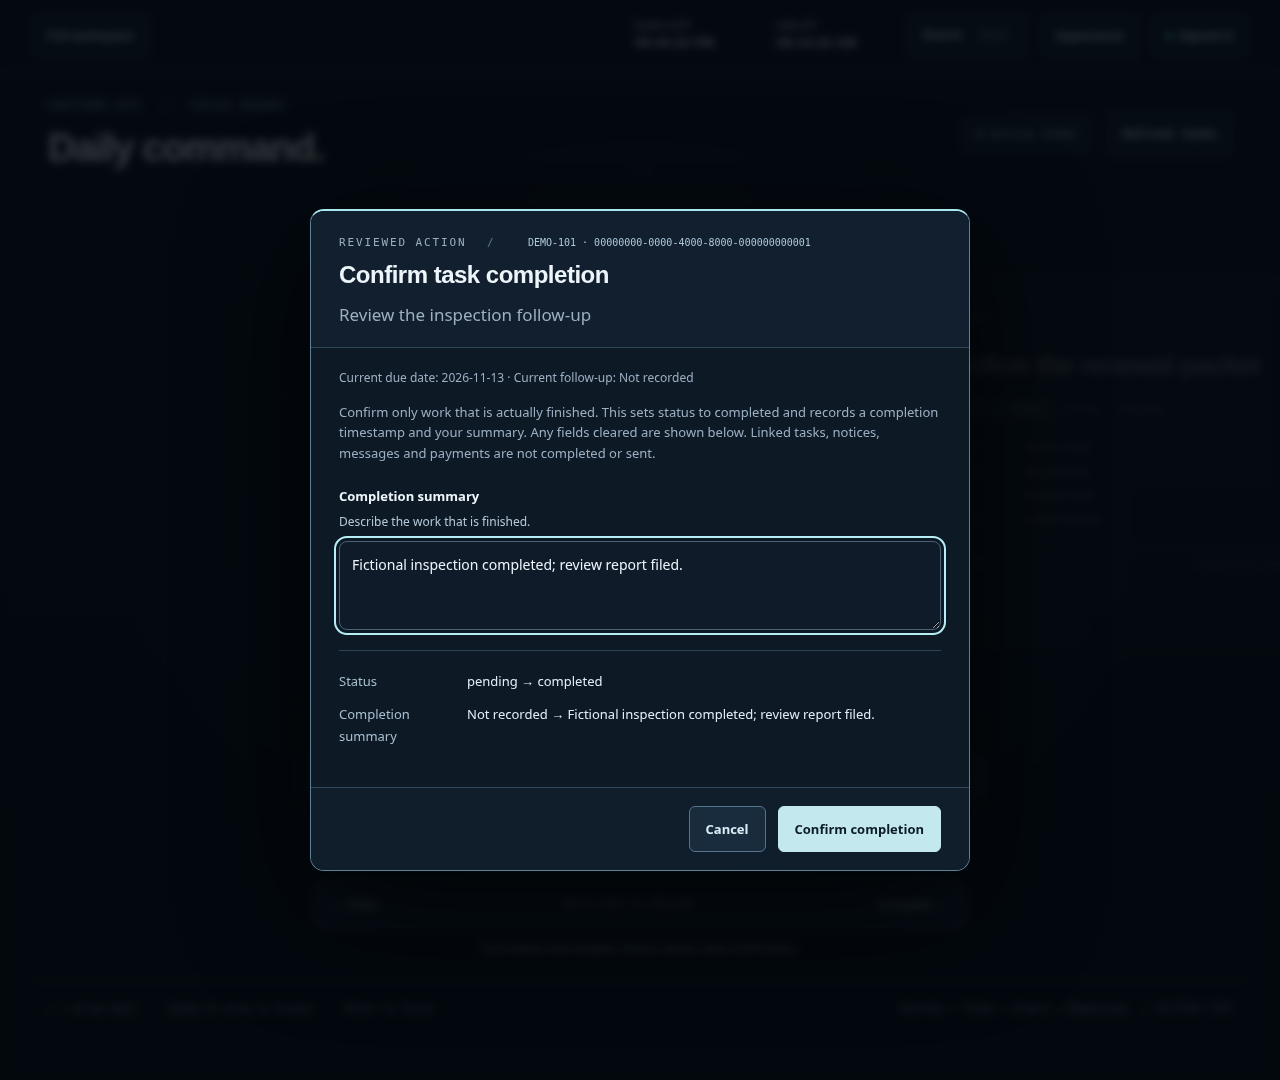 Daily command.
REVIEWED ACTION / DEMO-101 · 00000000-0000-4000-8000-000000000001
Confirm task completion
Review the inspection follow-up
Current due date: 2026-11-13 · Current follow-up: Not recorded
Confirm only work that is actually finished. This sets status to completed and records a completion
timestamp and your summary. Any fields cleared are shown below. Linked tasks, notices,
messages and payments are not completed or sent.
Completion summary
Describe the work that is finished.
Fictional inspection completed; review report filed.
Status pending → completed
Completion summary Not recorded → Fictional inspection completed; review report filed.
Cancel Confirm completion